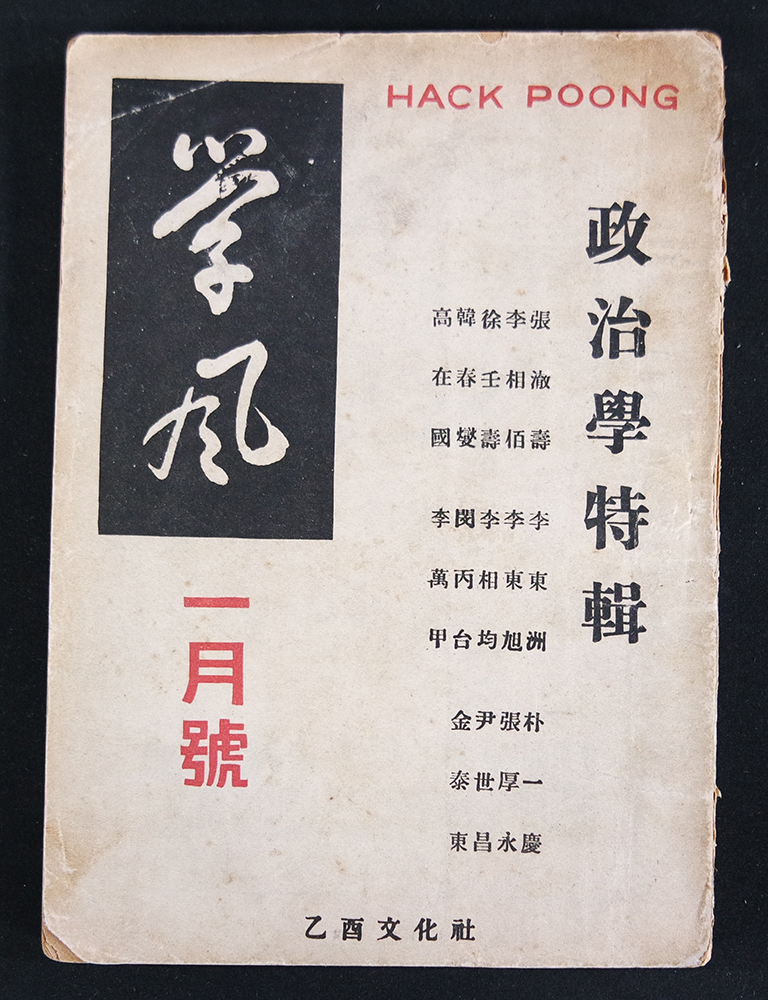 HACK POONG
學風
一月號
政治學特輯
張澈壽
李相佰
徐壬壽
韓春燮
高在國
李東洲
李東旭
李相均
閔丙台
李萬甲
朴一慶
張厚永
尹世昌
金泰東
乙酉文化社